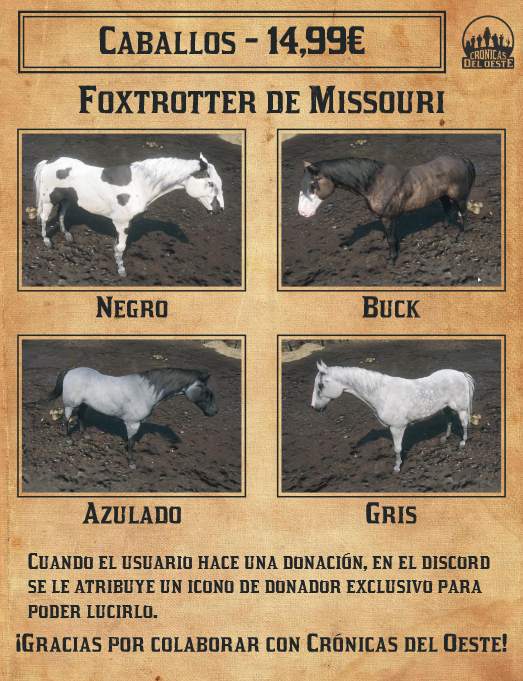 Caballos - 14,99€
CRÓNICAS
DEL OESTE
Foxtrotter de Missouri
Negro
Buck
Azulado
Gris
Cuando el usuario hace una donación, en el discord
se le atribuye un icono de donador exclusivo para
poder lucirlo.
¡Gracias por colaborar con Crónicas del Oeste!